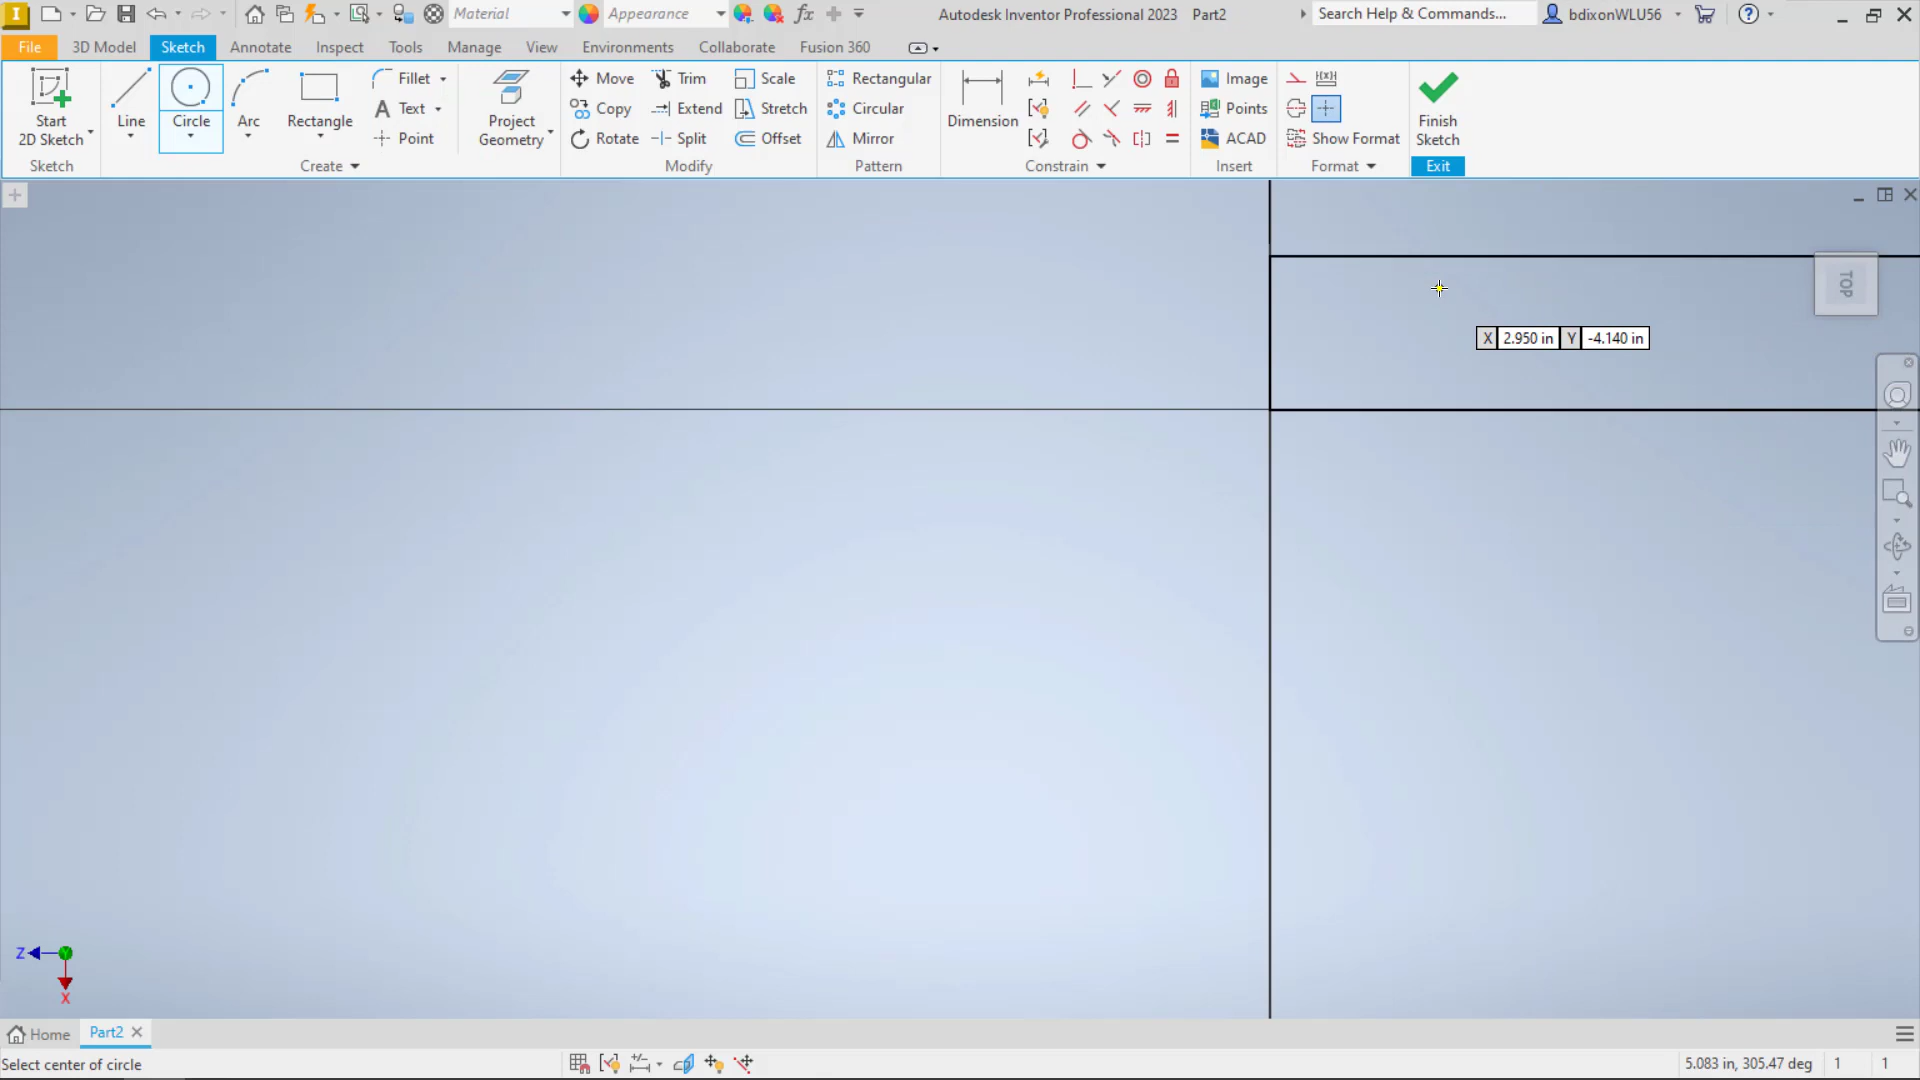 Material
Appearance
fx
Autodesk Inventor Professional 2023 Part2
Search Help & Commands...
bdixonWLU56
File
3D Model
Sketch
Annotate
Inspect
Tools
Manage
View
Environments
Collaborate
Fusion 360
Start
2D Sketch
Line
Circle
Arc
Rectangle
Fillet
Text
Point
Project
Geometry
Move
Copy
Rotate
Trim
Extend
Split
Scale
Stretch
Offset
Rectangular
Circular
Mirror
Dimension
Image
Points
ACAD
Show Format
Finish
Sketch
Sketch
Create
Modify
Pattern
Constrain
Insert
Format
Exit
TOP
X 2.950 in Y -4.140 in
Z
X
Home
Part2
Select center of circle
5.083 in, 305.47 deg 1 1